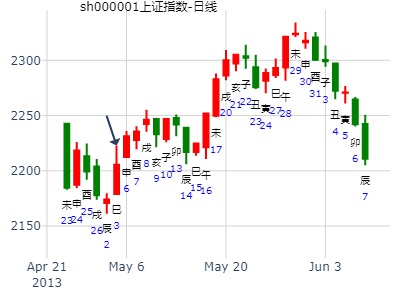 sh000001上证指数-日线
2300
2250
2200
2150
未
23
申
24
酉
25
戌
26
辰
2
巳
3
申
6
酉
7
戌
8
亥
9
子
10
卯
13
辰
14
巳
15
午
16
未
17
戌
20
亥
21
子
22
丑
23
寅
24
巳
27
午
28
未
29
申
30
酉
31
子
3
丑
4
寅
5
卯
6
辰
7
Apr 21
2013
May 6
May 20
Jun 3